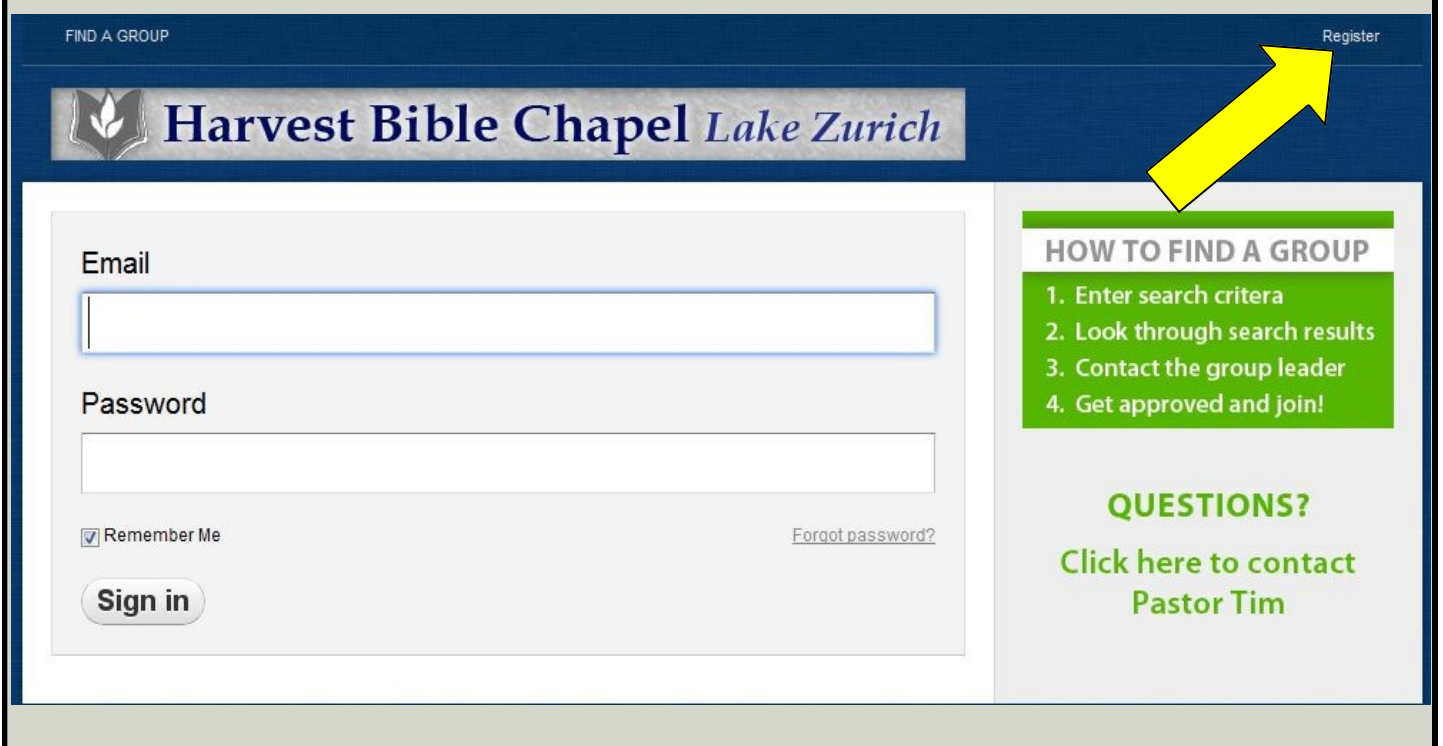 FIND A GROUP
Register
Harvest Bible Chapel Lake Zurich
Email
Password
Remember Me
Forgot password?
Sign in
HOW TO FIND A GROUP
1. Enter search critera
2. Look through search results
3. Contact the group leader
4. Get approved and join!
QUESTIONS?
Click here to contact
Pastor Tim